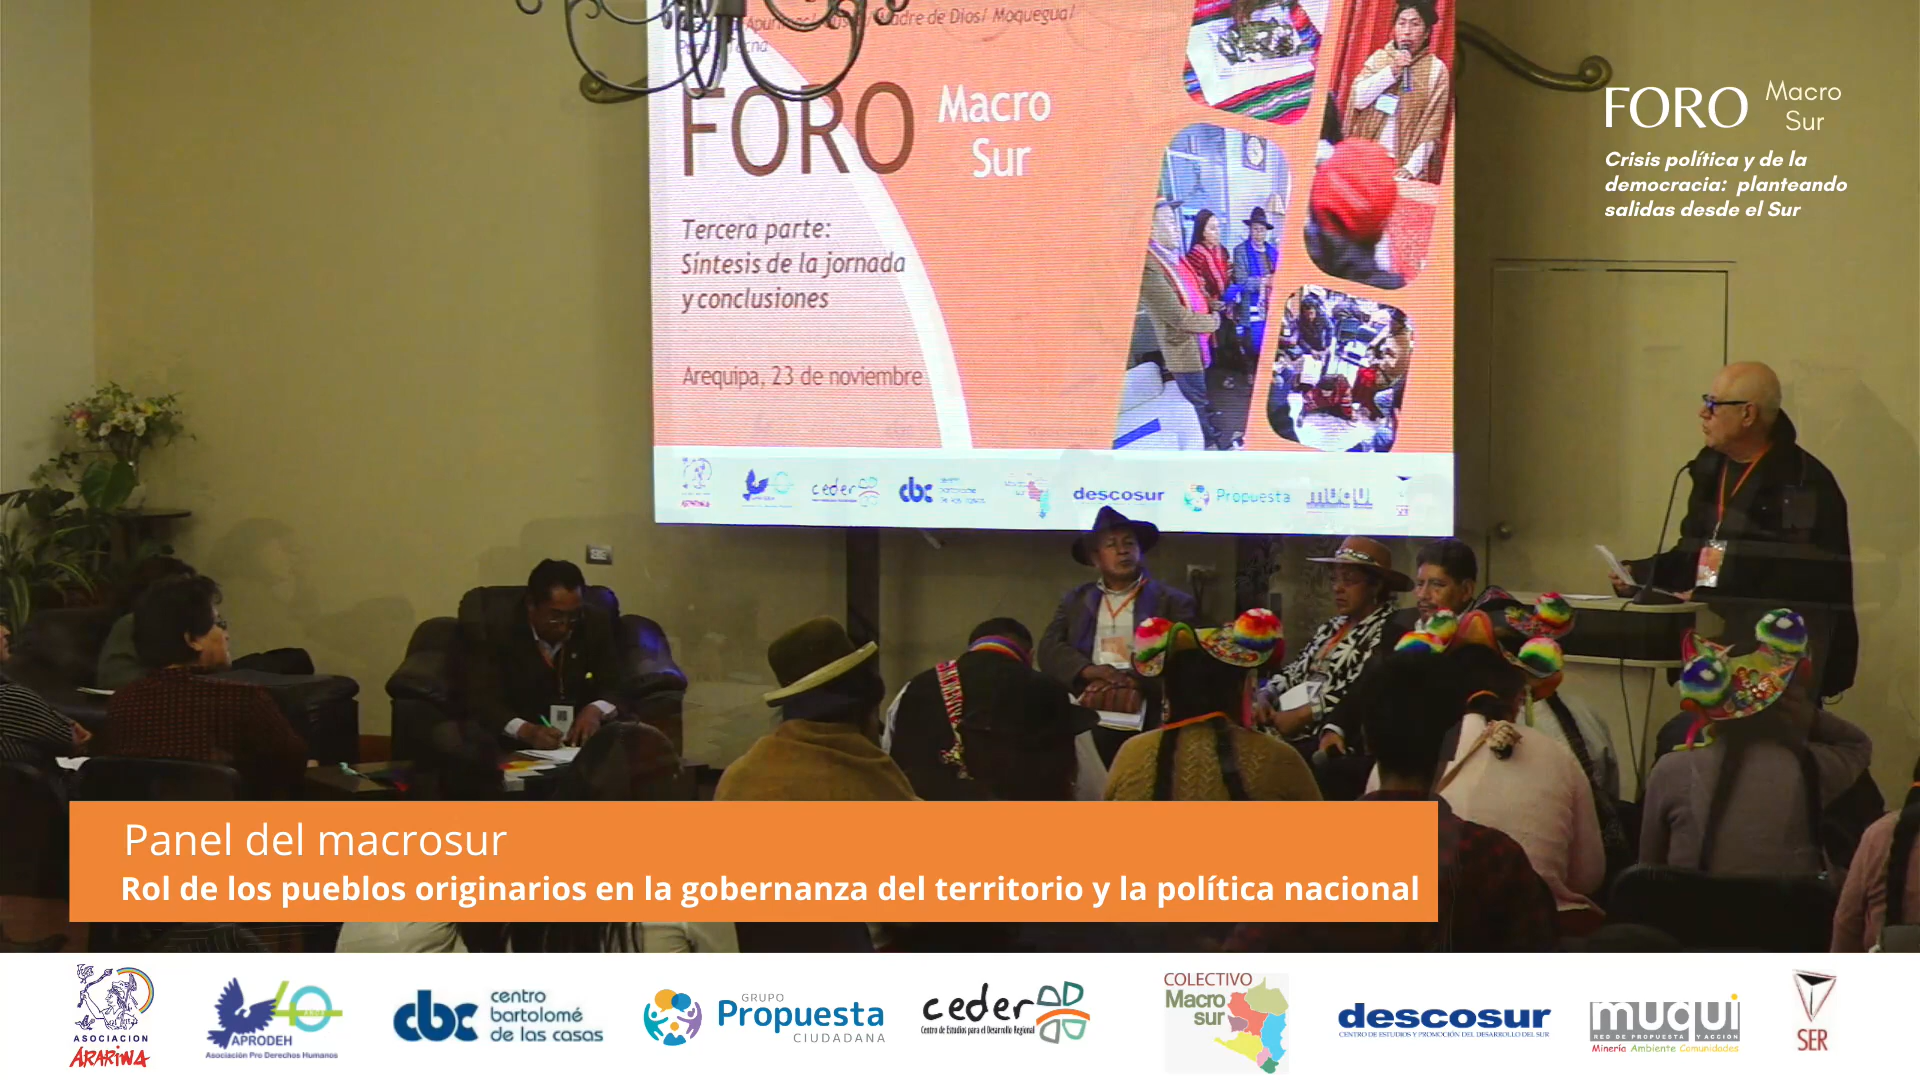 Madre de Dios/ Moquegua/
FORO
Macro
Sur
Tercera parte:
Síntesis de la jornada
y conclusiones
Arequipa, 23 de noviembre
ceder
cbc
descosur
Propuesta
muqui
FORO
Macro
Sur
Crisis política y de la
democracia: planteando
salidas desde el Sur
Panel del macrosur
Rol de los pueblos originarios en la gobernanza del territorio y la política nacional
ASOCIACION
ARARIWA
40
AÑOS
APRODEH
Asociación Pro Derechos Humanos
cbc
centro
bartolomé
de las casas
GRUPO
Propuesta
CIUDADANA
ceder
Centro de Estudios para el Desarrollo Regional
COLECTIVO
Macro
sur
descosur
CENTRO DE ESTUDIOS Y PROMOCIÓN DEL DESARROLLO DEL SUR
muqui
RED DE PROPUESTA Y ACCION
Minería Ambiente Comunidades
SER